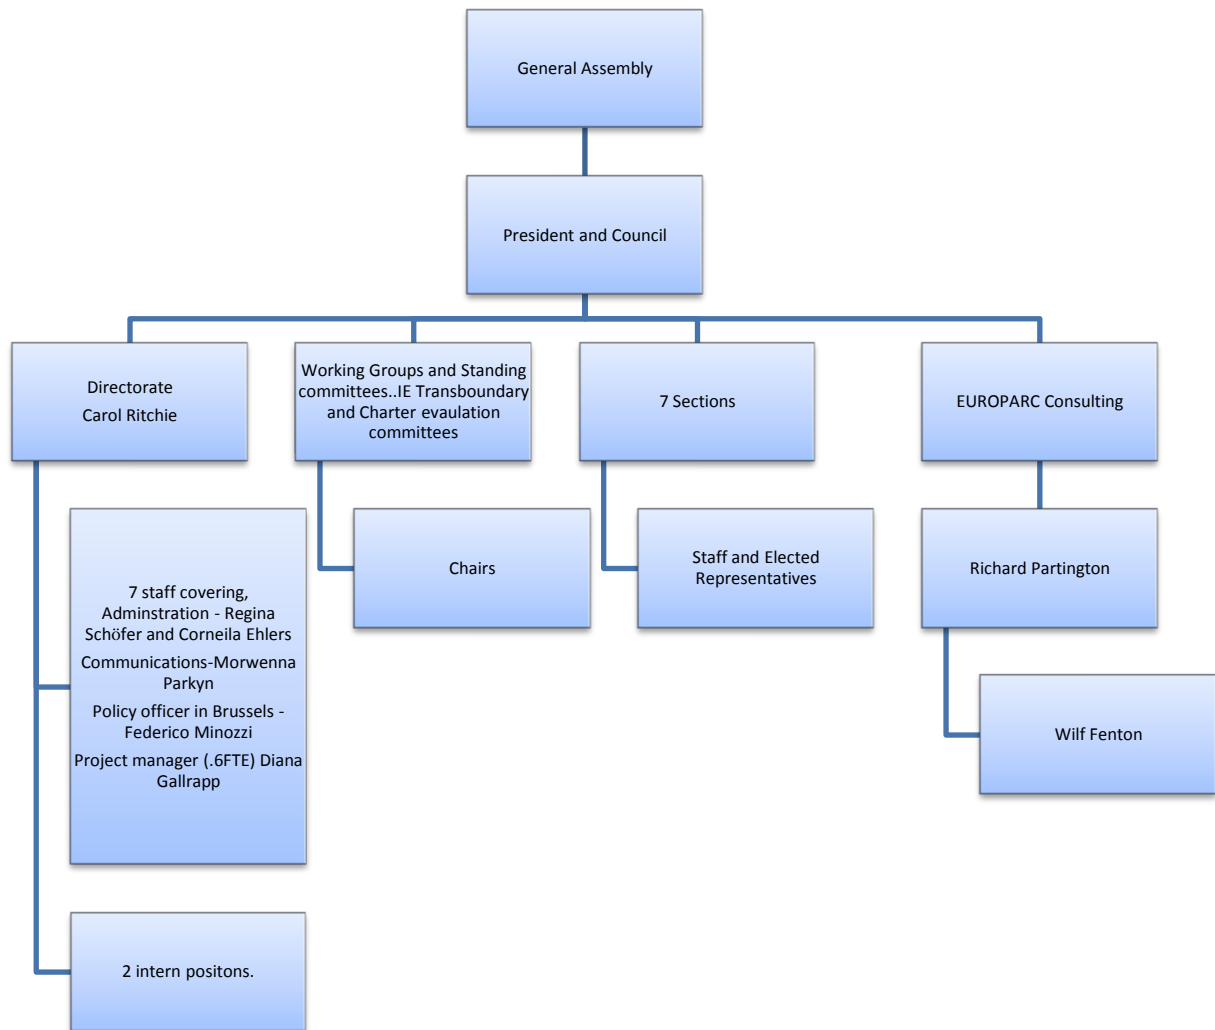 General Assembly
President and Council
Directorate
Carol Ritchie
Working Groups and Standing
committees..IE Transboundary
and Charter evaulation
committees
7 Sections
EUROPARC Consulting
7 staff covering,
Adminstration - Regina
Schöfer and Corneila Ehlers
Communications-Morwenna
Parkyn
Policy officer in Brussels -
Federico Minozzi
Project manager (.6FTE) Diana
Gallrapp
Chairs
Staff and Elected
Representatives
Richard Partington
Wilf Fenton
2 intern positons.